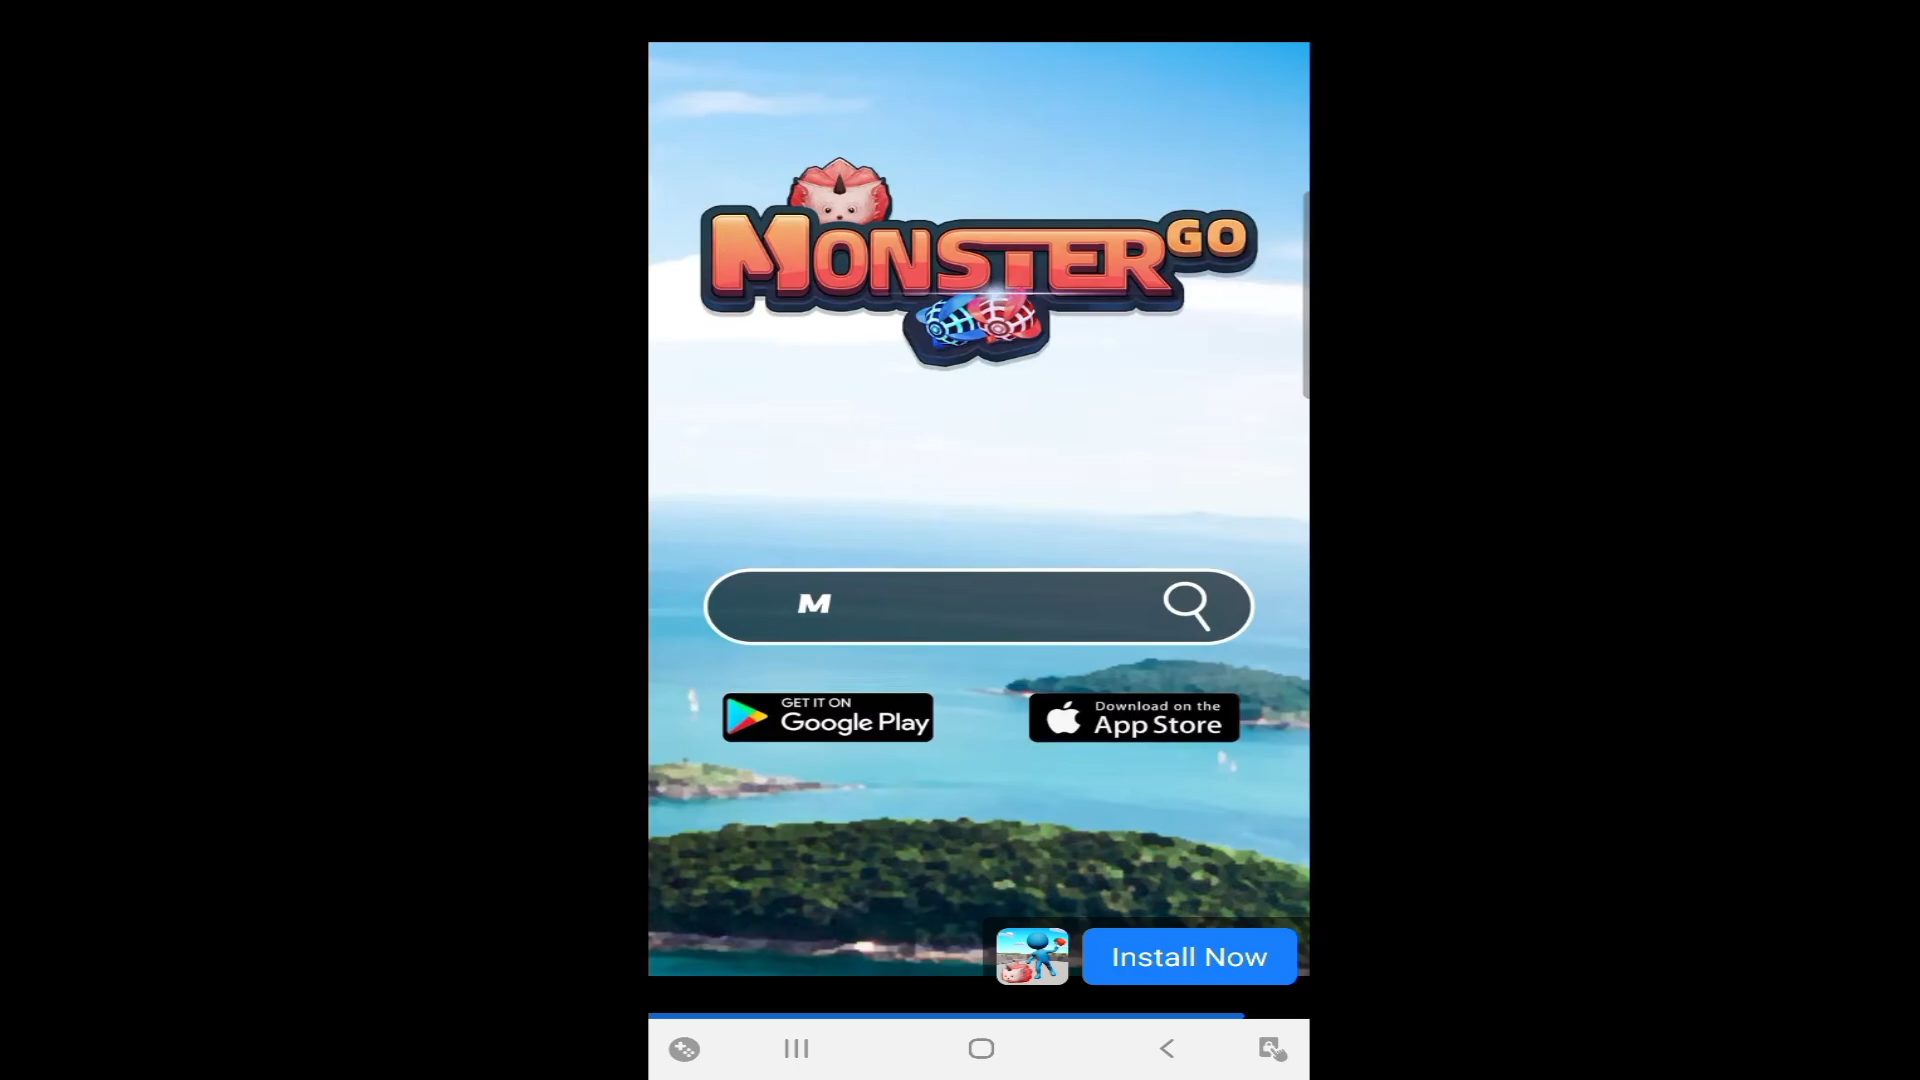 MONSTER GO
M
GET IT ON
Google Play
Download on the
App Store
Install Now